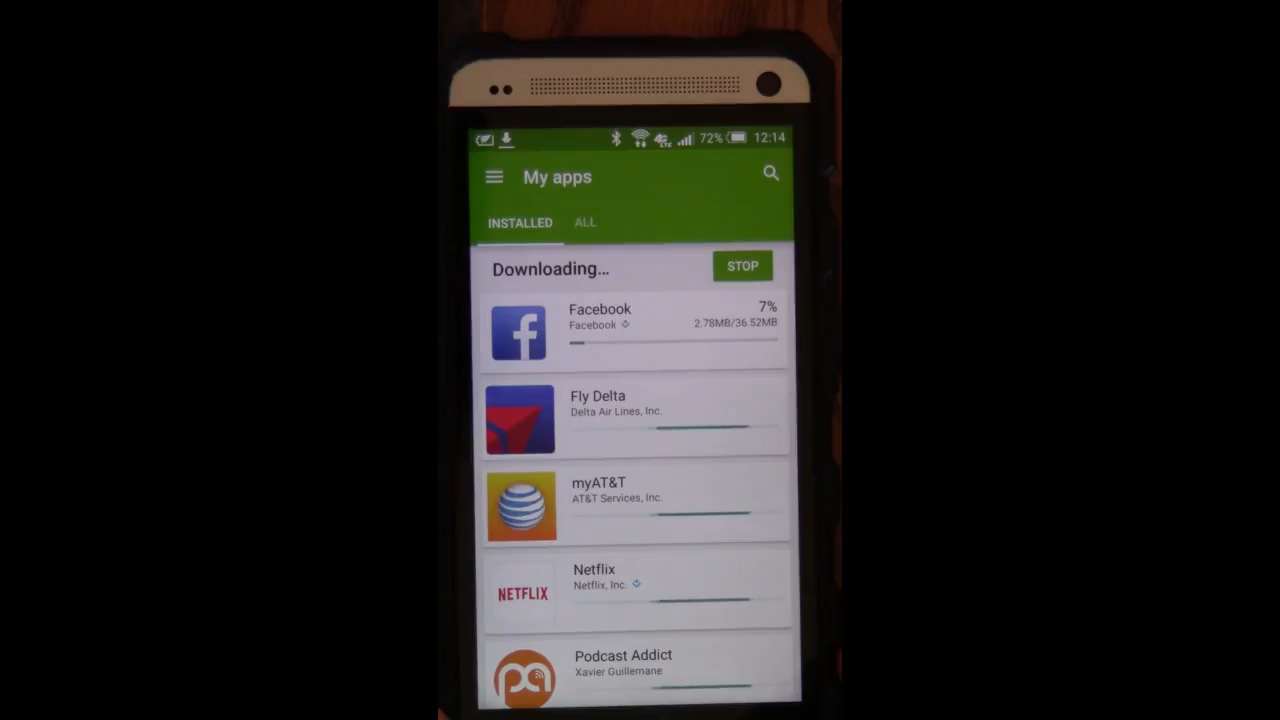 72% 12:14
My apps
INSTALLED ALL
Downloading... STOP
Facebook 7%
Facebook 2.78MB/36.52MB
Fly Delta
Delta Air Lines, Inc.
myAT&T
AT&T Services, Inc.
NETFLIX
Netflix
Netflix, Inc.
Podcast Addict
Xavier Guillemane